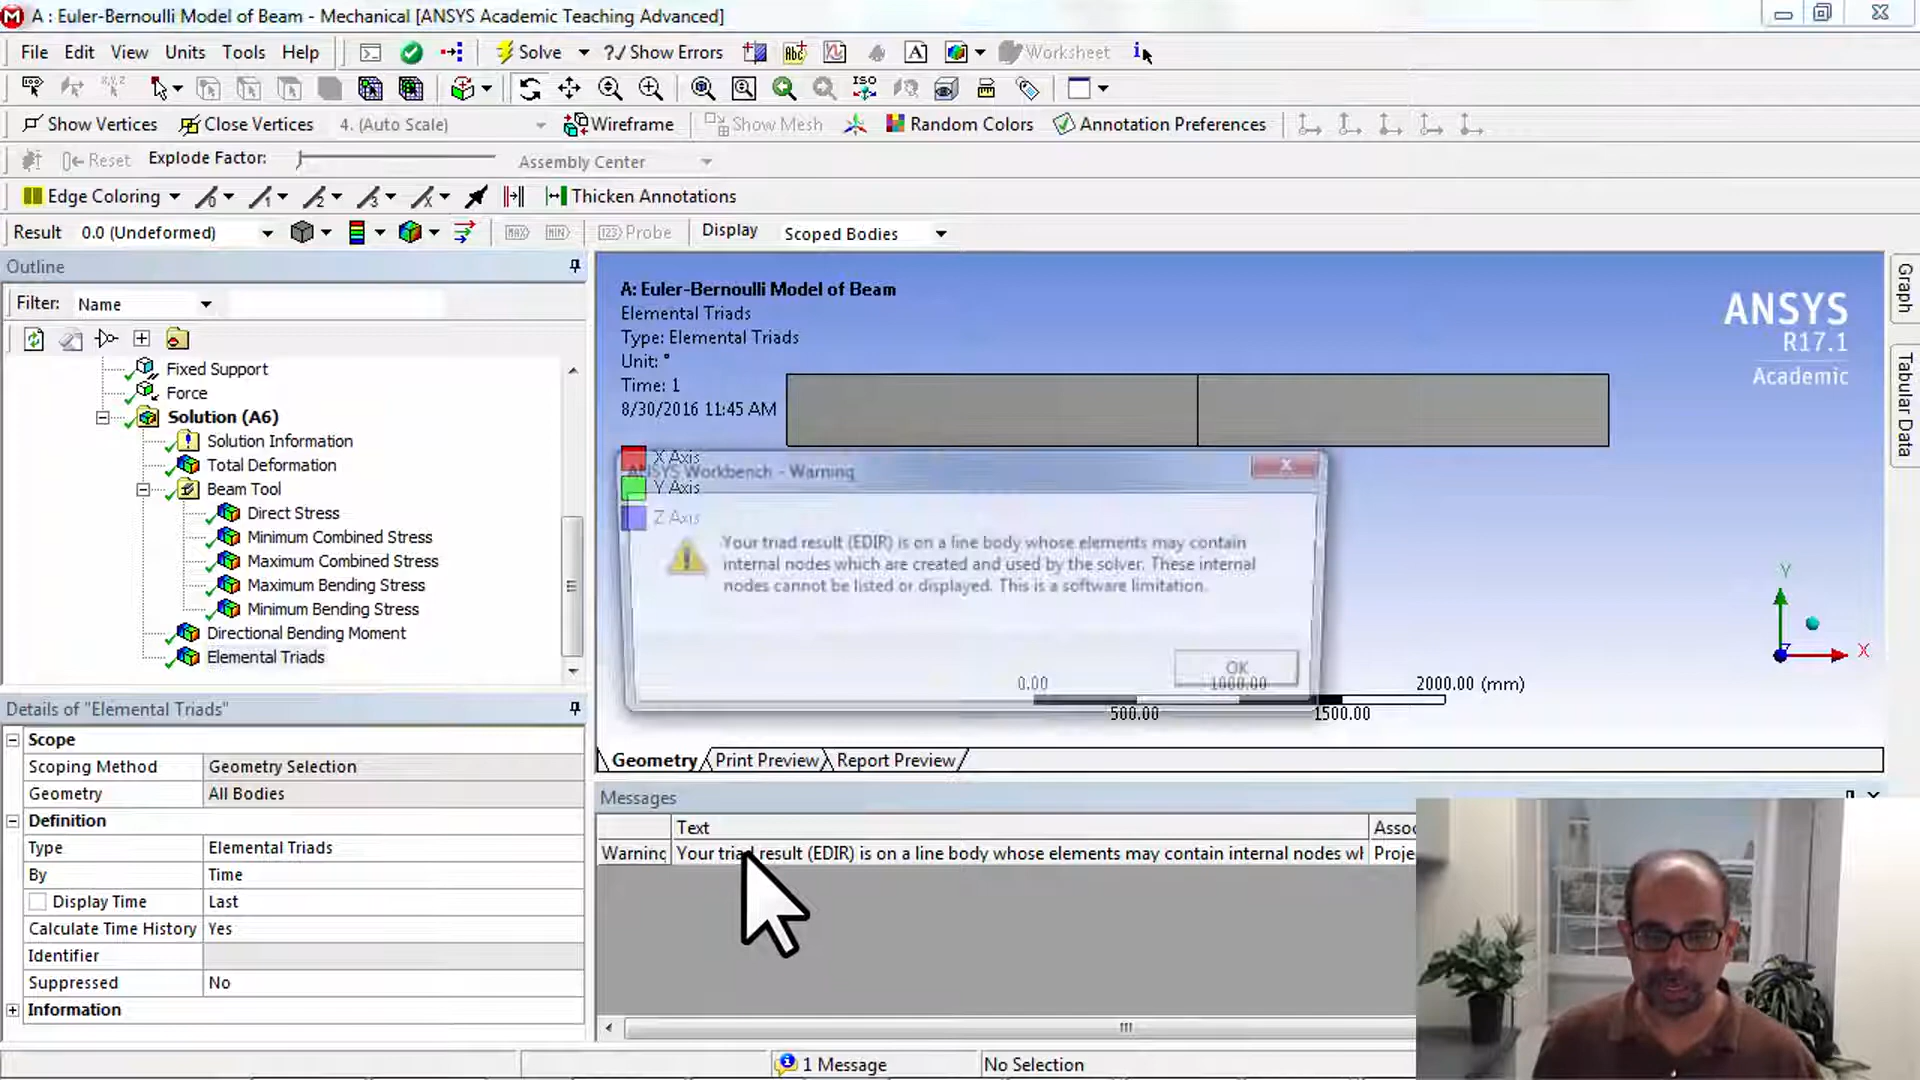 A : Euler-Bernoulli Model of Beam - Mechanical [ANSYS Academic Teaching Advanced]
File Edit View Units Tools Help Solve ?/ Show Errors Worksheet
Show Vertices Close Vertices 4. (Auto Scale) Wireframe Show Mesh Random Colors Annotation Preferences
Reset Explode Factor: Assembly Center
Edge Coloring Thicken Annotations
Result 0.0 (Undeformed) MAX MIN Probe Display Scoped Bodies
Outline
Filter: Name
Fixed Support
Force
Solution (A6)
Solution Information
Total Deformation
Beam Tool
Direct Stress
Minimum Combined Stress
Maximum Combined Stress
Maximum Bending Stress
Minimum Bending Stress
Directional Bending Moment
Elemental Triads
Details of "Elemental Triads"
Scope
Scoping Method Geometry Selection
Geometry All Bodies
Definition
Type Elemental Triads
By Time
Display Time Last
Calculate Time History Yes
Identifier
Suppressed No
Information
A: Euler-Bernoulli Model of Beam
Elemental Triads
Type: Elemental Triads
Unit: °
Time: 1
8/30/2016 11:45 AM
X Axis
Y Axis
Z Axis
ANSYS
R17.1
Academic
ANSYS Workbench - Warning
Your triad result (EDIR) is on a line body whose elements may contain
internal nodes which are created and used by the solver. These internal
nodes cannot be listed or displayed. This is a software limitation.
OK
0.00 1000.00 2000.00 (mm)
500.00 1500.00
Y
X
Geometry Print Preview Report Preview
Graph
Tabular Data
Messages
Text Assoc
Warning Your triad result (EDIR) is on a line body whose elements may contain internal nodes wh Proje
1 Message No Selection